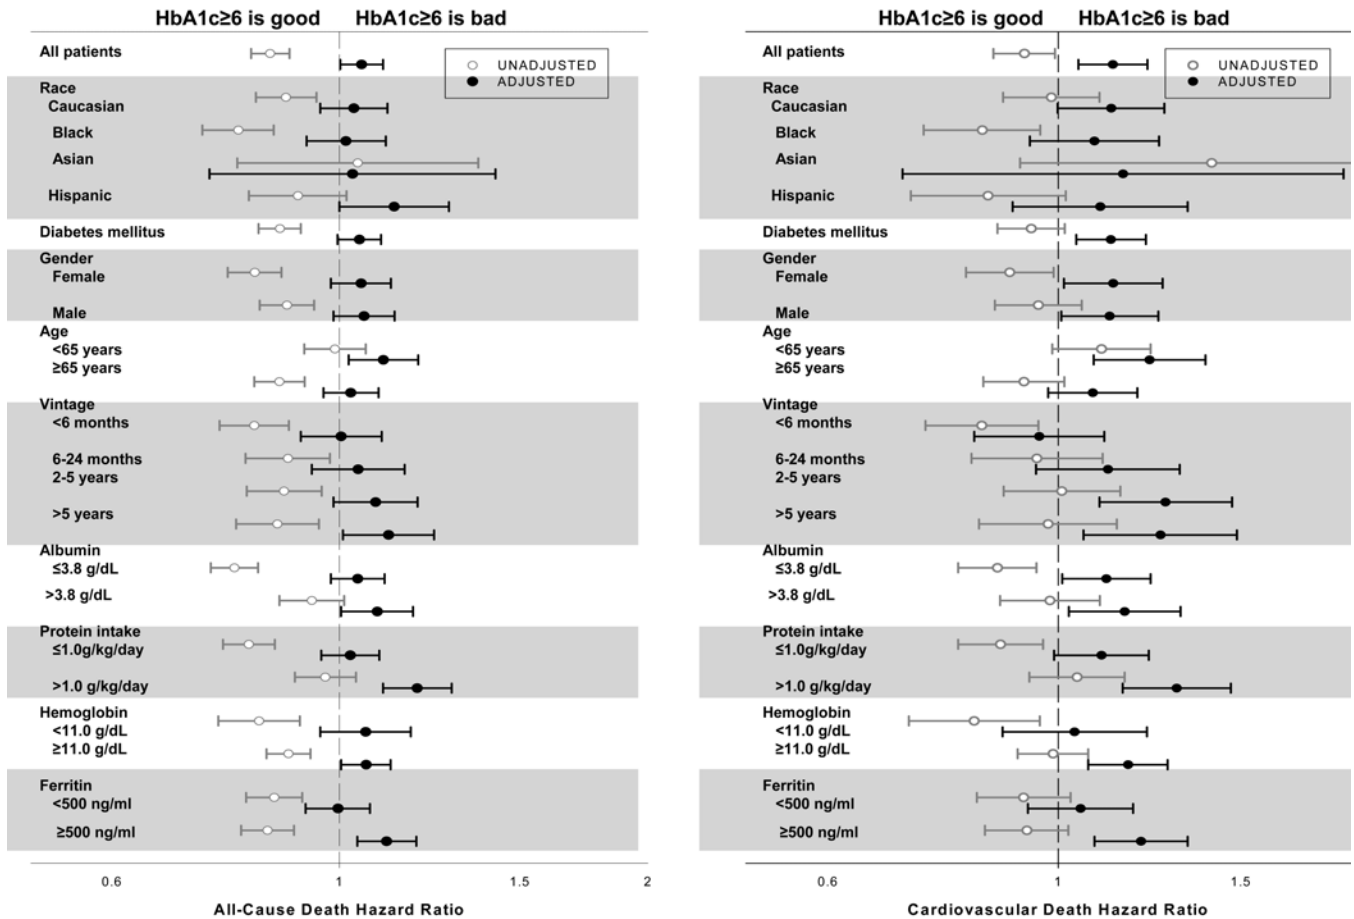 HbA1c≥6 is good HbA1c≥6 is bad
All patients
UNADJUSTED
ADJUSTED
Race
Caucasian
Black
Asian
Hispanic
Diabetes mellitus
Gender
Female
Male
Age
<65 years
≥65 years
Vintage
<6 months
6-24 months
2-5 years
>5 years
Albumin
≤3.8 g/dL
>3.8 g/dL
Protein intake
≤1.0g/kg/day
>1.0 g/kg/day
Hemoglobin
<11.0 g/dL
≥11.0 g/dL
Ferritin
<500 ng/ml
≥500 ng/ml
0.6 1 1.5 2
All-Cause Death Hazard Ratio
HbA1c≥6 is good HbA1c≥6 is bad
All patients
UNADJUSTED
ADJUSTED
Race
Caucasian
Black
Asian
Hispanic
Diabetes mellitus
Gender
Female
Male
Age
<65 years
≥65 years
Vintage
<6 months
6-24 months
2-5 years
>5 years
Albumin
≤3.8 g/dL
>3.8 g/dL
Protein intake
≤1.0g/kg/day
>1.0 g/kg/day
Hemoglobin
<11.0 g/dL
≥11.0 g/dL
Ferritin
<500 ng/ml
≥500 ng/ml
0.6 1 1.5
Cardiovascular Death Hazard Ratio